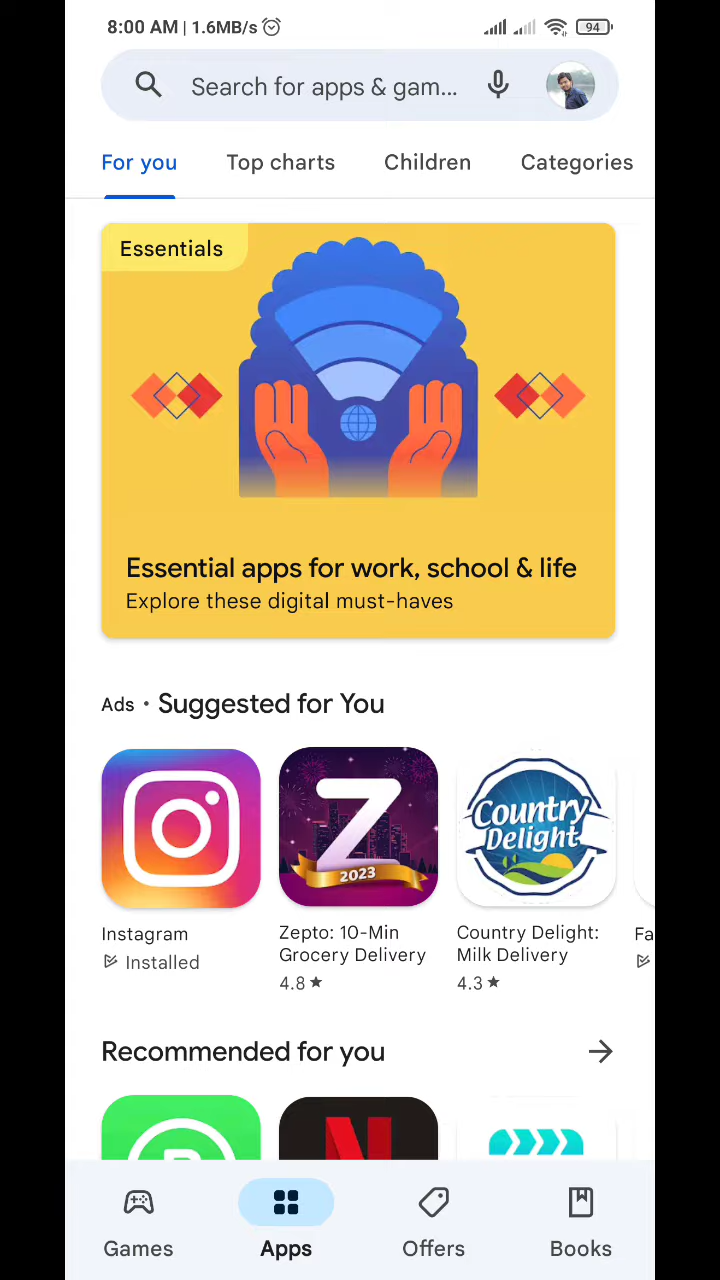 8:00 AM | 1.6MB/s 94
Search for apps & gam...
For you Top charts Children Categories
Essentials
Essential apps for work, school & life
Explore these digital must-haves
Ads • Suggested for You
Z
2023
Country
Delight
Instagram
Installed
Zepto: 10-Min
Grocery Delivery
4.8 ★
Country Delight:
Milk Delivery
4.3 ★
Fa
Recommended for you
N
Games Apps Offers Books